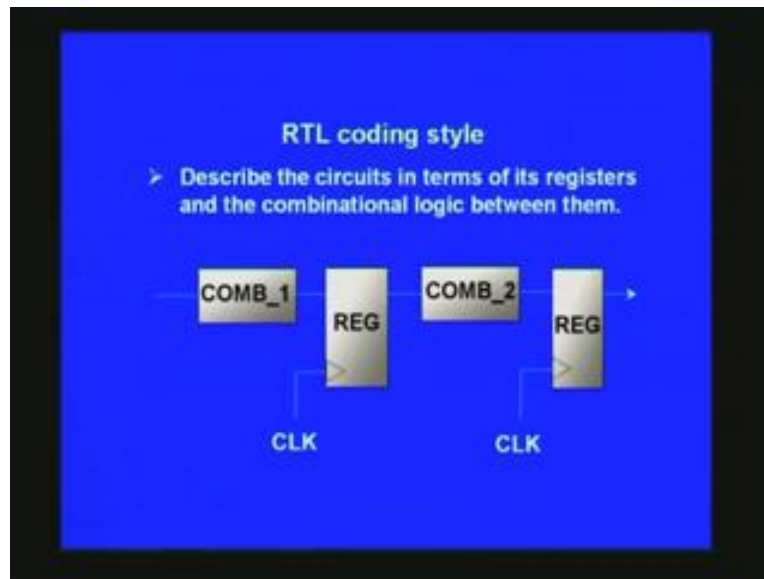 RTL coding style
➢ Describe the circuits in terms of its registers
and the combinational logic between them.
COMB_1
REG
COMB_2
REG
CLK
CLK